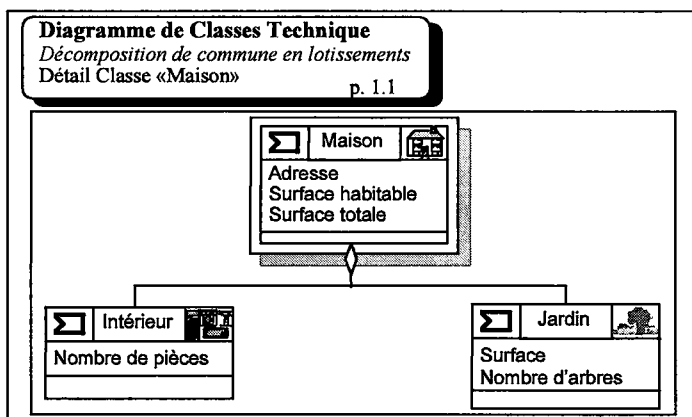 Diagramme de Classes Technique
Décomposition de commune en lotissements
Détail Classe «Maison»
p. 1.1
Maison
Adresse
Surface habitable
Surface totale
Intérieur
Nombre de pièces
Jardin
Surface
Nombre d'arbres